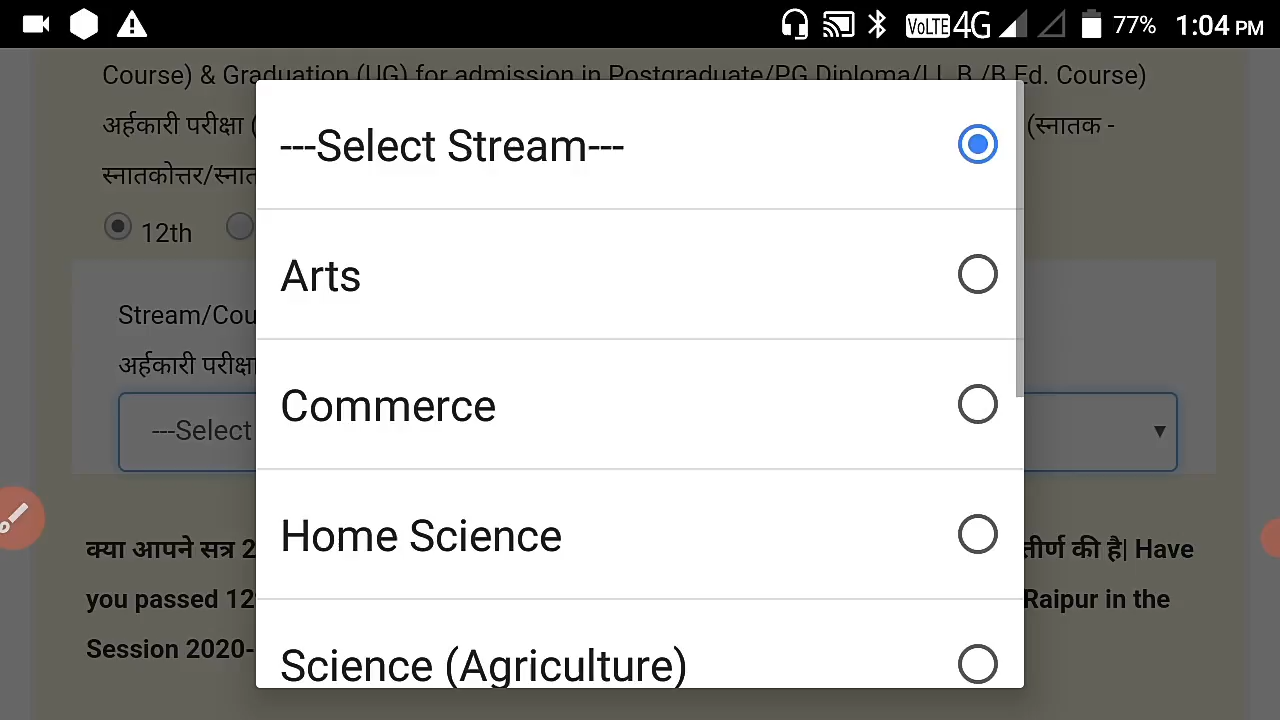 VoLTE 4G 77% 1:04 PM
Course) & Graduation (UG) for admission in Postgraduate/PG Diploma/LL.B./B.Ed. Course)
अर्हकारी परीक्षा ( (स्नातक -
स्नातकोत्तर/स्नात
12th
Stream/Cou
अर्हकारी परीक्षा
---Select
▼
---Select Stream---
Arts
Commerce
Home Science
Science (Agriculture)
क्या आपने सत्र 2 तीर्ण की है| Have
you passed 12 Raipur in the
Session 2020-